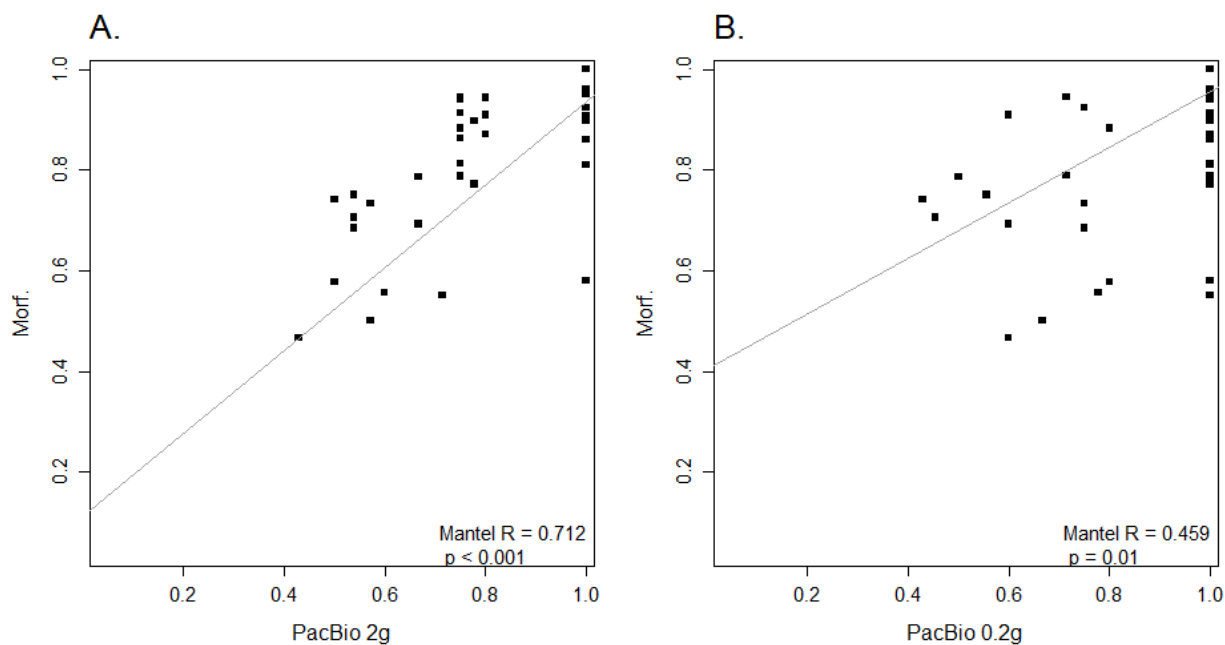 A.
1.0
0.8
0.6
0.4
0.2
Morf.
Mantel R = 0.712
p < 0.001
0.2 0.4 0.6 0.8 1.0
PacBio 2g
B.
1.0
0.8
0.6
0.4
0.2
Morf.
Mantel R = 0.459
p = 0.01
0.2 0.4 0.6 0.8 1.0
PacBio 0.2g